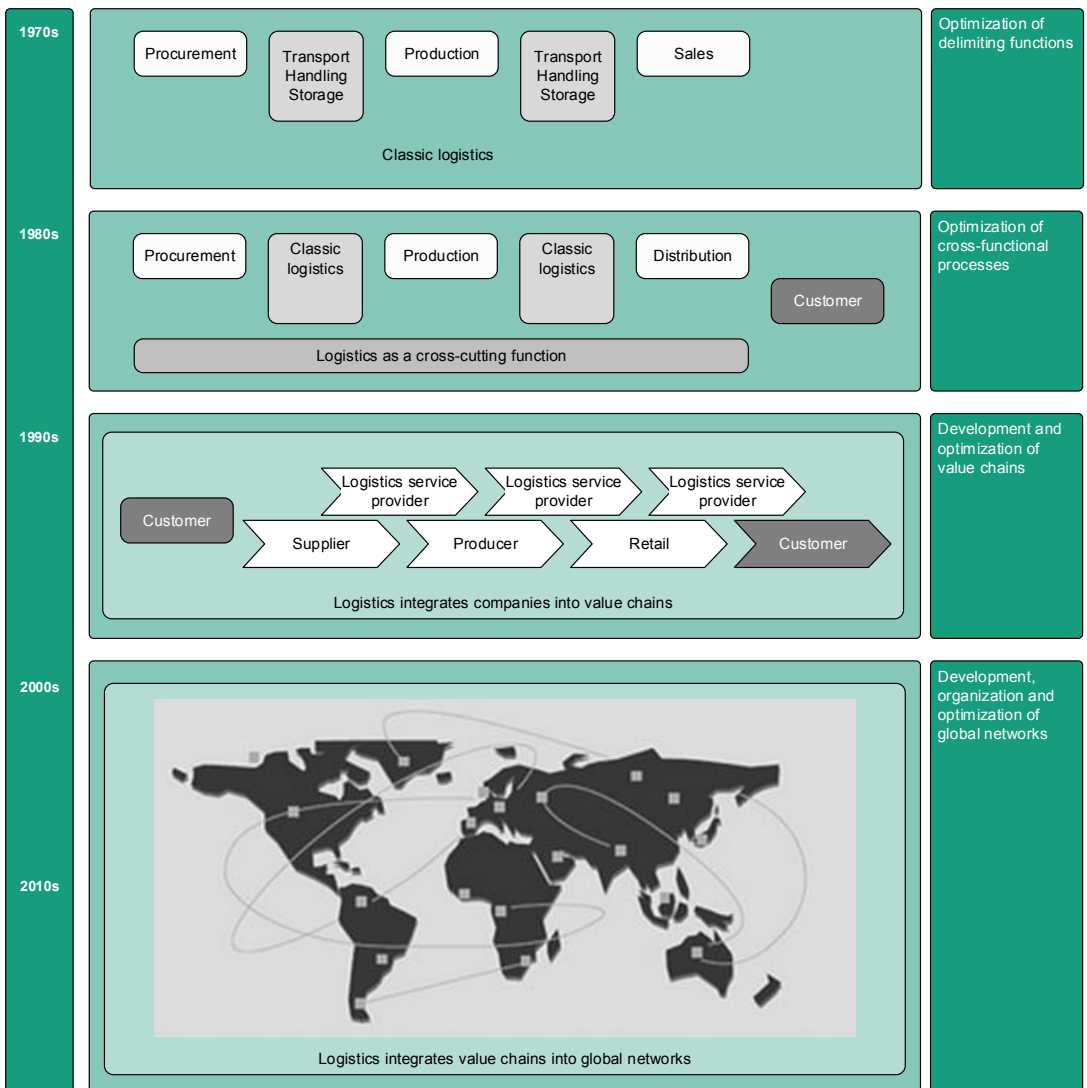 1970s
Procurement
Transport
Handling
Storage
Production
Transport
Handling
Storage
Sales
Classic logistics
Optimization of
delimiting functions
1980s
Procurement
Classic
logistics
Production
Classic
logistics
Distribution
Customer
Logistics as a cross-cutting function
Optimization of
cross-functional
processes
1990s
Customer
Logistics service
provider
Logistics service
provider
Logistics service
provider
Supplier
Producer
Retail
Customer
Logistics integrates companies into value chains
Development and
optimization of
value chains
2000s
2010s
Logistics integrates value chains into global networks
Development,
organization and
optimization of
global networks